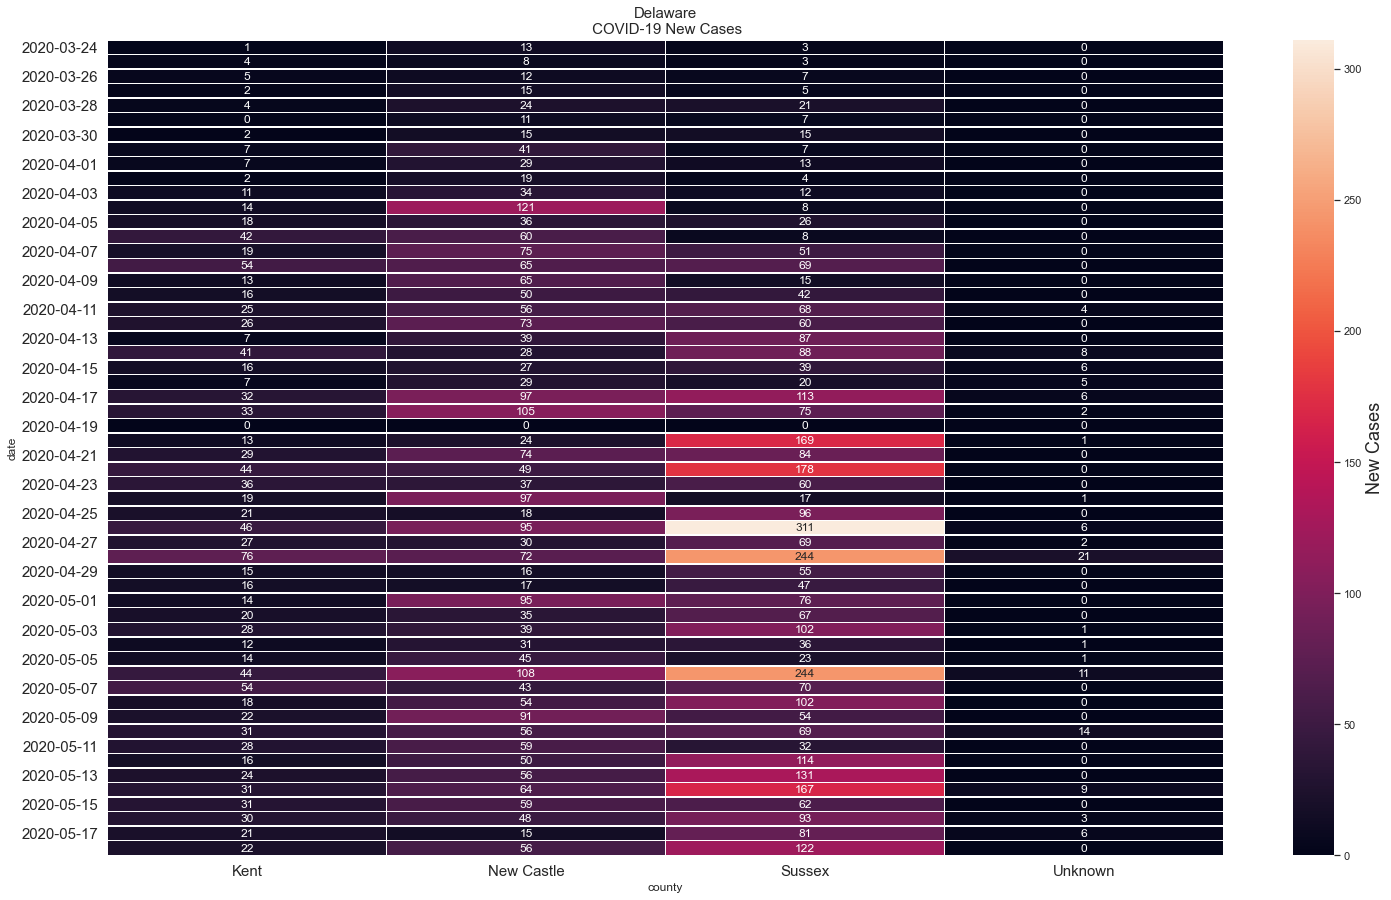 Delaware
COVID-19 New Cases
2020-03-24 1 13 3 0
4 8 3 0
2020-03-26 5 12 7 0
2 15 5 0
2020-03-28 4 24 21 0
0 11 7 0
2020-03-30 2 15 15 0
7 41 7 0
2020-04-01 7 29 13 0
2 19 4 0
2020-04-03 11 34 12 0
14 121 8 0
2020-04-05 18 36 26 0
42 60 8 0
2020-04-07 19 75 51 0
54 65 69 0
2020-04-09 13 65 15 0
16 50 42 0
2020-04-11 25 56 68 4
26 73 60 0
2020-04-13 7 39 87 0
41 28 88 8
2020-04-15 16 27 39 6
7 29 20 5
2020-04-17 32 97 113 6
33 105 75 2
2020-04-19 0 0 0 0
13 24 169 1
2020-04-21 29 74 84 0
44 49 178 0
2020-04-23 36 37 60 0
19 97 17 1
2020-04-25 21 18 96 0
46 95 311 6
2020-04-27 27 30 69 2
76 72 244 21
2020-04-29 15 16 55 0
16 17 47 0
2020-05-01 14 95 76 0
20 35 67 0
2020-05-03 28 39 102 1
12 31 36 1
2020-05-05 14 45 23 1
44 108 244 11
2020-05-07 54 43 70 0
18 54 102 0
2020-05-09 22 91 54 0
31 56 69 14
2020-05-11 28 59 32 0
16 50 114 0
2020-05-13 24 56 131 0
31 64 167 9
2020-05-15 31 59 62 0
30 48 93 3
2020-05-17 21 15 81 6
22 56 122 0
Kent New Castle Sussex Unknown
county
date
300
250
200
150
100
50
0
New Cases